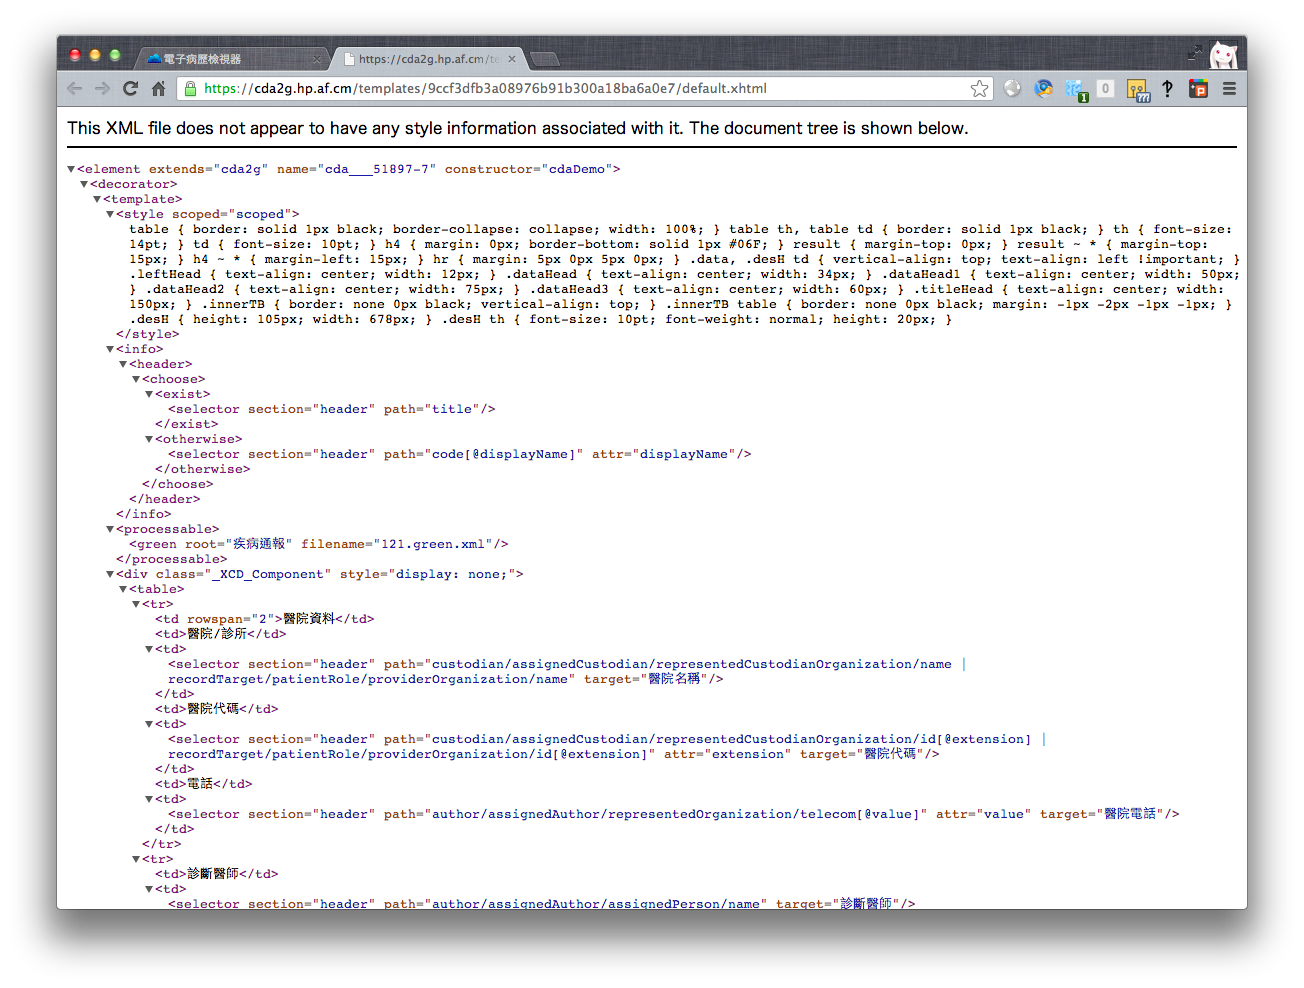 電子病歷檢視器
https://cda2g.hp.af.cm/te
https://cda2g.hp.af.cm/templates/9ccf3dfb3a08976b91b300a18ba6a0e7/default.xhtml
This XML file does not appear to have any style information associated with it. The document tree is shown below.
<element extends="cda2g" name="cda___51897-7" constructor="cdaDemo">
<decorator>
<template>
<style scoped="scoped">
table { border: solid 1px black; border-collapse: collapse; width: 100%; } table th, table td { border: solid 1px black; } th { font-size:
14pt; } td { font-size: 10pt; } h4 { margin: 0px; border-bottom: solid 1px #06F; } result { margin-top: 0px; } result ~ * { margin-top:
15px; } h4 ~ * { margin-left: 15px; } hr { margin: 5px 0px 5px 0px; } .data, .desH td { vertical-align: top; text-align: left !important; }
.leftHead { text-align: center; width: 12px; } .dataHead { text-align: center; width: 34px; } .dataHead1 { text-align: center; width: 50px;
} .dataHead2 { text-align: center; width: 75px; } .dataHead3 { text-align: center; width: 60px; } .titleHead { text-align: center; width:
150px; } .innerTB { border: none 0px black; vertical-align: top; } .innerTB table { border: none 0px black; margin: -1px -2px -1px -1px; }
.desH { height: 105px; width: 678px; } .desH th { font-size: 10pt; font-weight: normal; height: 20px; }
</style>
<info>
<header>
<choose>
<exist>
<selector section="header" path="title"/>
</exist>
<otherwise>
<selector section="header" path="code[@displayName]" attr="displayName"/>
</otherwise>
</choose>
</header>
</info>
<processable>
<green root="疾病通報" filename="121.green.xml"/>
</processable>
<div class="_XCD_Component" style="display: none;">
<table>
<tr>
<td rowspan="2">醫院資料</td>
<td>醫院/診所</td>
<td>
<selector section="header" path="custodian/assignedCustodian/representedCustodianOrganization/name |
recordTarget/patientRole/providerOrganization/name" target="醫院名稱"/>
</td>
<td>醫院代碼</td>
<td>
<selector section="header" path="custodian/assignedCustodian/representedCustodianOrganization/id[@extension] |
recordTarget/patientRole/providerOrganization/id[@extension]" attr="extension" target="醫院代碼"/>
</td>
<td>電話</td>
<td>
<selector section="header" path="author/assignedAuthor/representedOrganization/telecom[@value]" attr="value" target="醫院電話"/>
</td>
</tr>
<tr>
<td>診斷醫師</td>
<td>
<selector section="header" path="author/assignedAuthor/assignedPerson/name" target="診斷醫師"/>